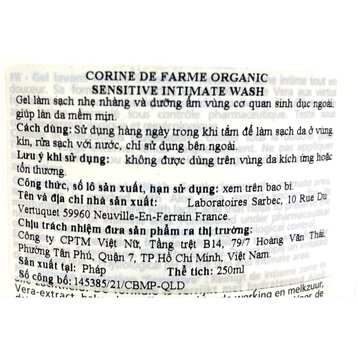 CORINE DE FARME ORGANIC
SENSITIVE INTIMATE WASH
Gel làm sạch nhẹ nhàng và dưỡng ẩm vùng cơ quan sinh dục ngoài,
giúp làn da mềm mịn.
Cách dùng: Sử dụng hàng ngày trong khi tắm để làm sạch da ở vùng
kín, rửa sạch với nước, chỉ sử dụng bên ngoài.
Lưu ý khi sử dụng: không được dùng trên vùng da kích ứng hoặc
tổn thương.
Công thức, số lô sản xuất, hạn sử dụng: xem trên bao bì.
Tên và địa chỉ nhà sản xuất: Laboratoires Sarbec, 10 Rue Du
Vertuquet 59960 Neuville-En-Ferrain France.
Chịu trách nhiệm đưa sản phẩm ra thị trường:
Công ty CPTM Việt Nữ, Tầng trệt B14, 79/7 Hoàng Văn Thái,
Phường Tân Phú, Quận 7, TP Hồ Chí Minh, Việt Nam
Sản xuất tại: Pháp Thể tích: 250ml
Số công bố: 145385/21/CBMP-QLD